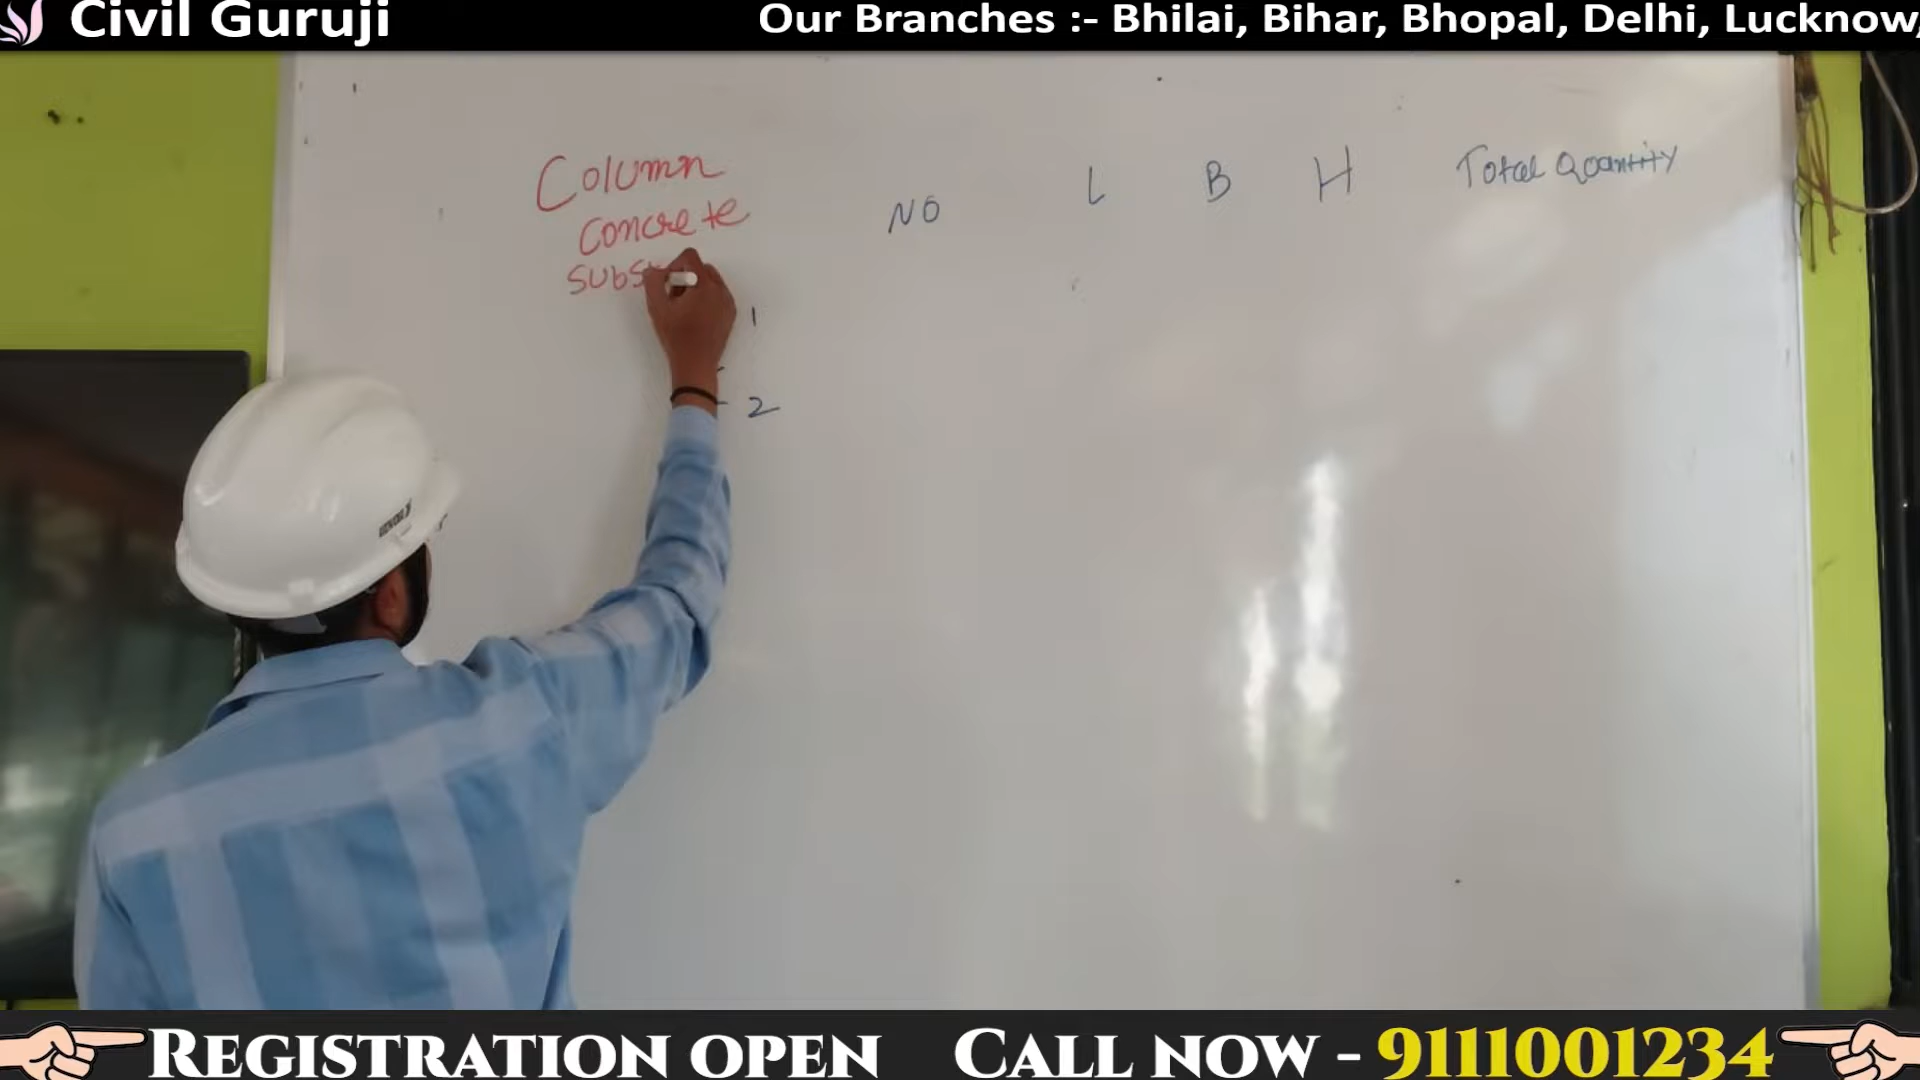 Civil Guruji
Our Branches :- Bhilai, Bihar, Bhopal, Delhi, Lucknow,
Column
concrete
NO L B H Total Quantity
1
2
REGISTRATION OPEN CALL NOW - 9111001234